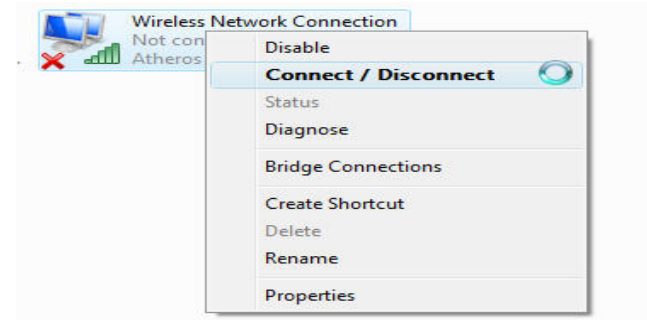 Wireless Network Connection
Not con
Atheros
Disable
Connect / Disconnect
Status
Diagnose
Bridge Connections
Create Shortcut
Delete
Rename
Properties